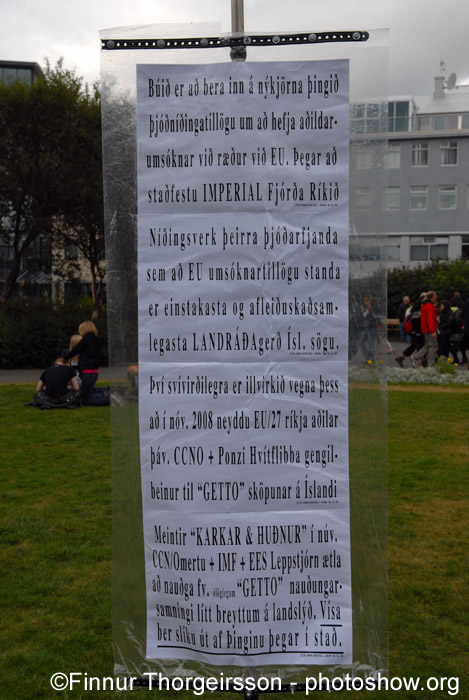 Búið er að bera inn á nýkjörna þingið
þjóðníðingatillögu um að hefja aðildar-
umsóknar við ræður við EU. Þegar að
staðfestu IMPERIAL Fjórða Ríkið
Níðingsverk þeirra þjóðarfjanda
sem að EU umsóknartillögu standa
er einstakasta og afleiðuskaðsam-
legasta LANDRÁÐAgerð Ísl. sögu.
Því svívirðilegra er illvirkið vegna þess
að í nóv. 2008 neyddu EU/27 ríkja aðilar
þáv. CCNO + Ponzi Hvítflibba gengil-
beinur til "GETTO" sköpunar á Íslandi
Meintir "KARKAR & HUÐNUR" í núv.
CCN/Omertu + IMF + EES Leppstjórn ætla
að nauðga fv. "GETTO" nauðungar-
samningi lítt breyttum á landslýð. Vísa
ber slíku út af Þinginu þegar í stað.
©Finnur Thorgeirsson - photoshow.org